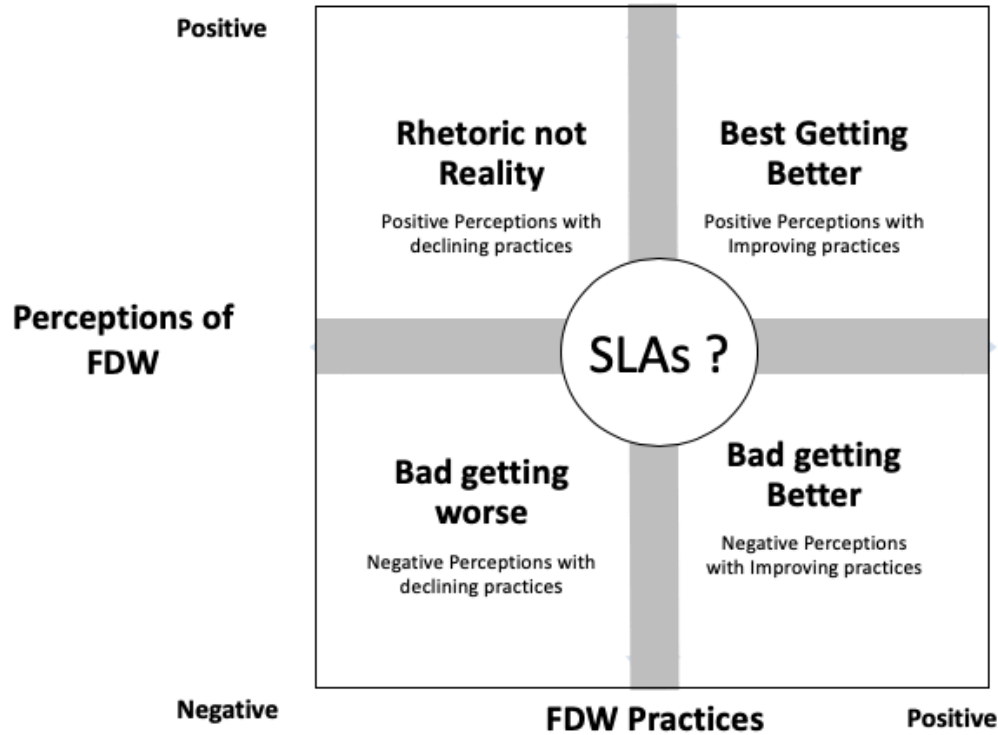 Positive
Rhetoric not
Reality
Positive Perceptions with
declining practices
Best Getting
Better
Positive Perceptions with
Improving practices
Perceptions of
FDW
SLAs ?
Bad getting
worse
Negative Perceptions with
declining practices
Bad getting
Better
Negative Perceptions
with Improving practices
Negative
FDW Practices
Positive